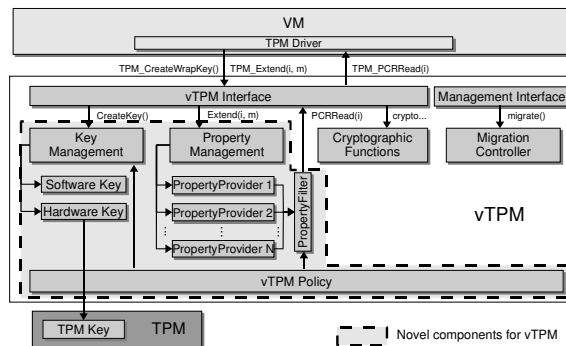 VM
TPM Driver
TPM_CreateWrapKey() TPM_Extend(i, m) TPM_PCRRead(i)
vTPM Interface
Management Interface
CreateKey() Extend(i, m) PCRRead(i) crypto... migrate()
Key Management
Property Management
Cryptographic Functions
Migration Controller
Software Key
Hardware Key
PropertyProvider 1
PropertyProvider 2
PropertyProvider N
PropertyFilter
vTPM
vTPM Policy
TPM Key
TPM
Novel components for vTPM